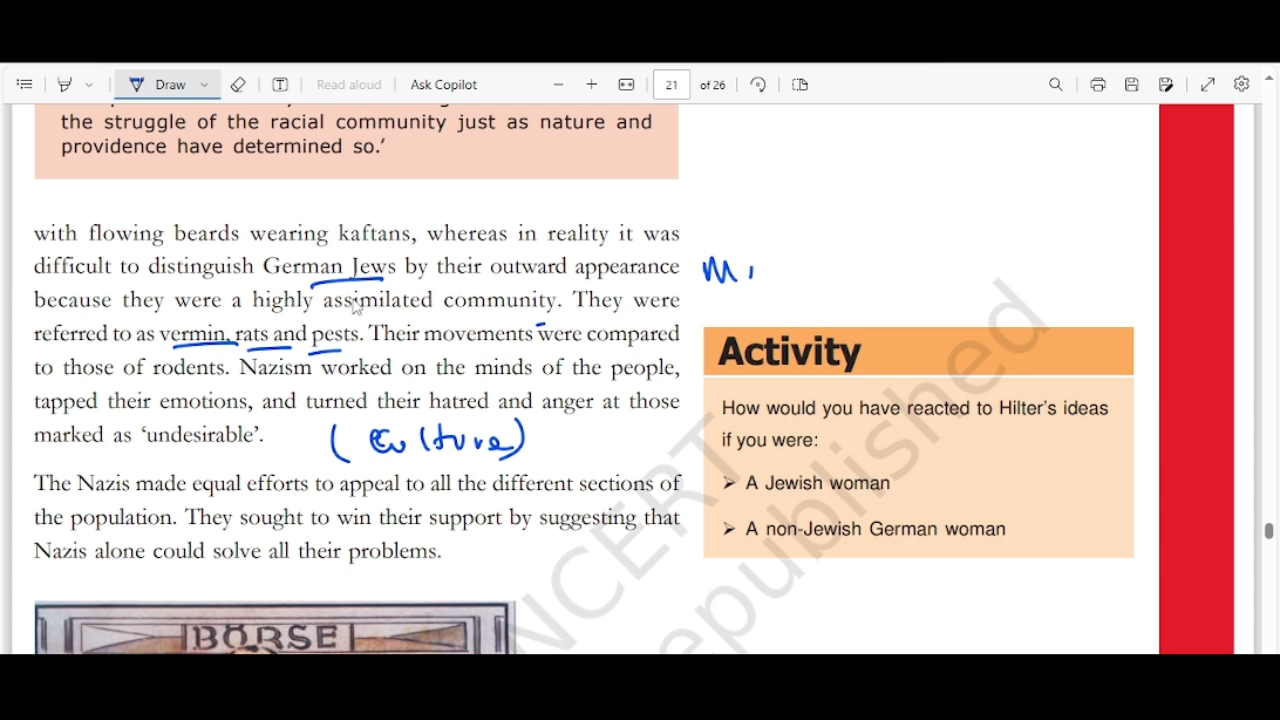 Draw
Read aloud
Ask Copilot
21
of 26
the struggle of the racial community just as nature and
providence have determined so.’
with flowing beards wearing kaftans, whereas in reality it was
difficult to distinguish German Jews by their outward appearance
because they were a highly assimilated community. They were
referred to as vermin, rats and pests. Their movements were compared
to those of rodents. Nazism worked on the minds of the people,
tapped their emotions, and turned their hatred and anger at those
marked as ‘undesirable’.
(Culture)
The Nazis made equal efforts to appeal to all the different sections of
the population. They sought to win their support by suggesting that
Nazis alone could solve all their problems.
BÖRSE
Activity
How would you have reacted to Hilter’s ideas
if you were:
➢ A Jewish woman
➢ A non-Jewish German woman
NCERT
epublished